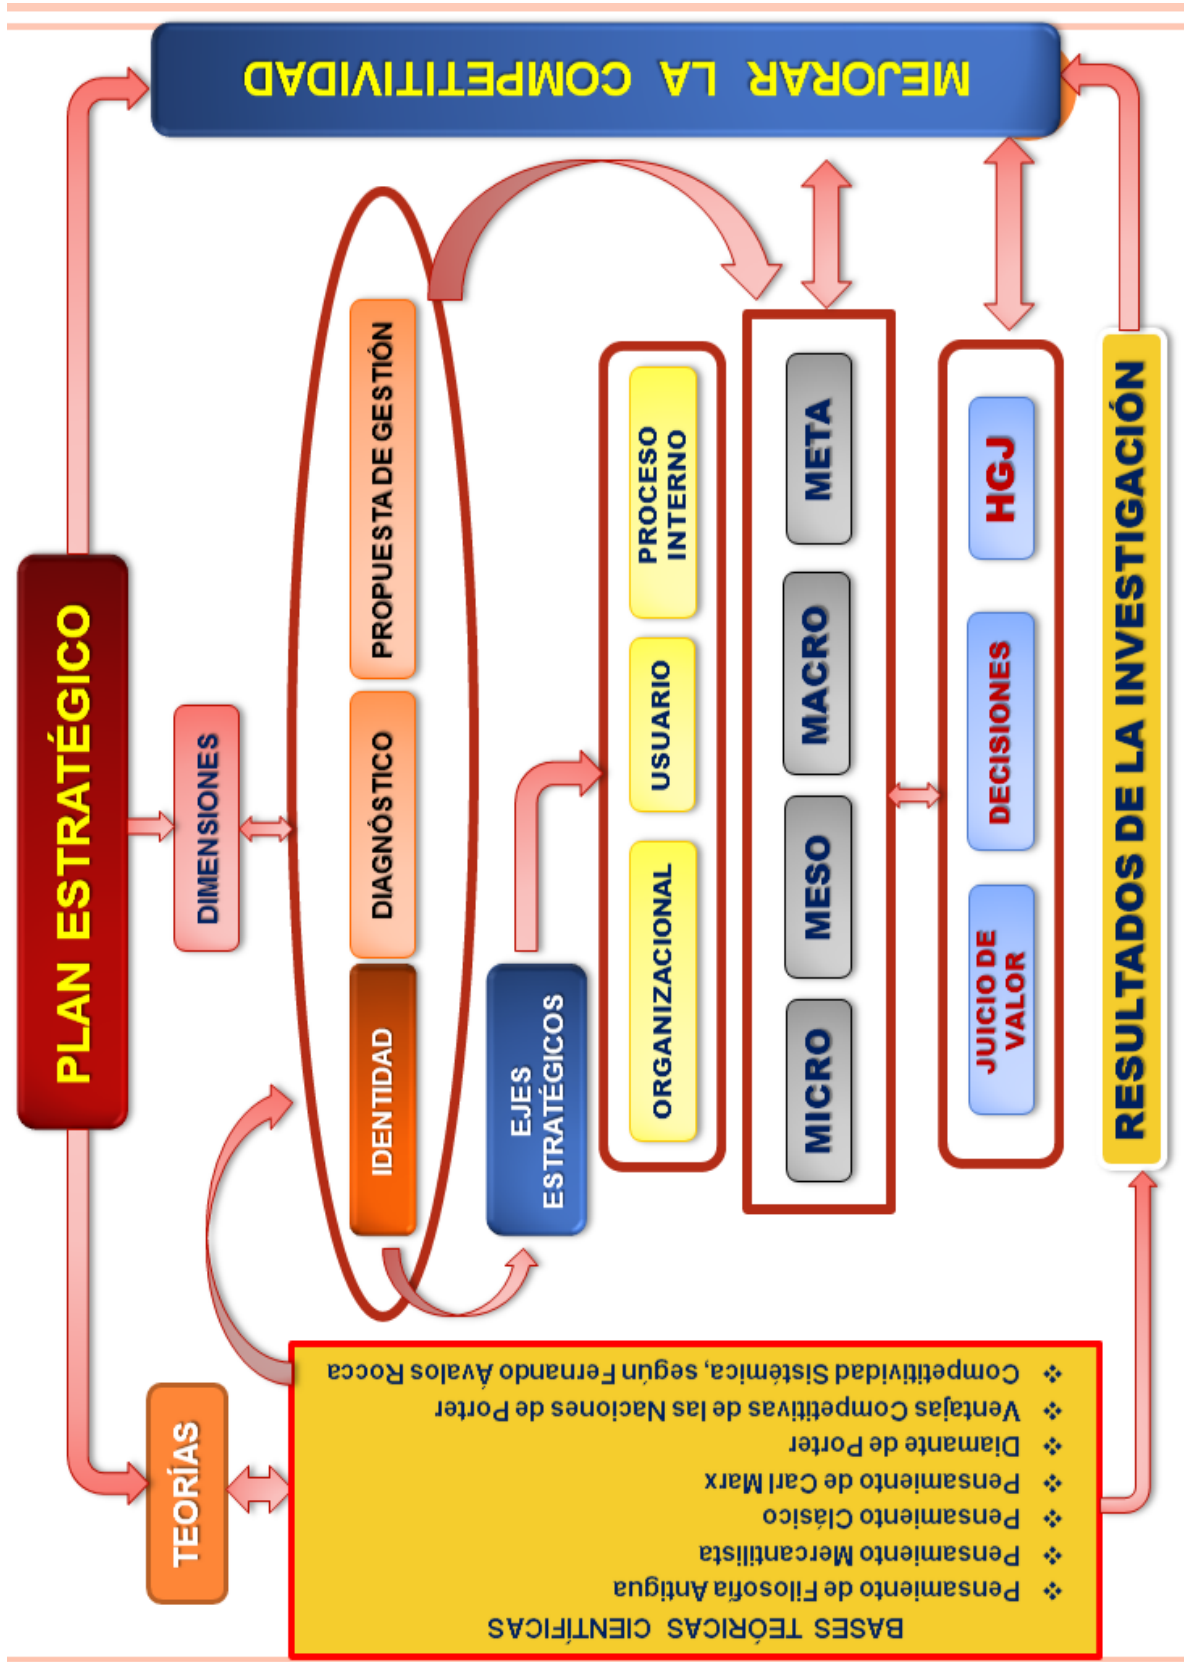 PLAN ESTRATÉGICO
TEORÍAS
DIMENSIONES
MEJORAR LA COMPETITIVIDAD
BASES TEÓRICAS CIENTÍFICAS
❖ Pensamiento de Filosofía Antigua
❖ Pensamiento Mercantilista
❖ Pensamiento Clásico
❖ Pensamiento de Carl Marx
❖ Diamante de Porter
❖ Ventajas Competitivas de las Naciones de Porter
❖ Competitividad Sistémica, según Fernando Ávalos Rocca
IDENTIDAD
DIAGNÓSTICO
PROPUESTA DE GESTIÓN
EJES
ESTRATÉGICOS
ORGANIZACIONAL
USUARIO
PROCESO
INTERNO
MICRO
MESO
MACRO
META
JUICIO DE
VALOR
DECISIONES
HGJ
RESULTADOS DE LA INVESTIGACIÓN